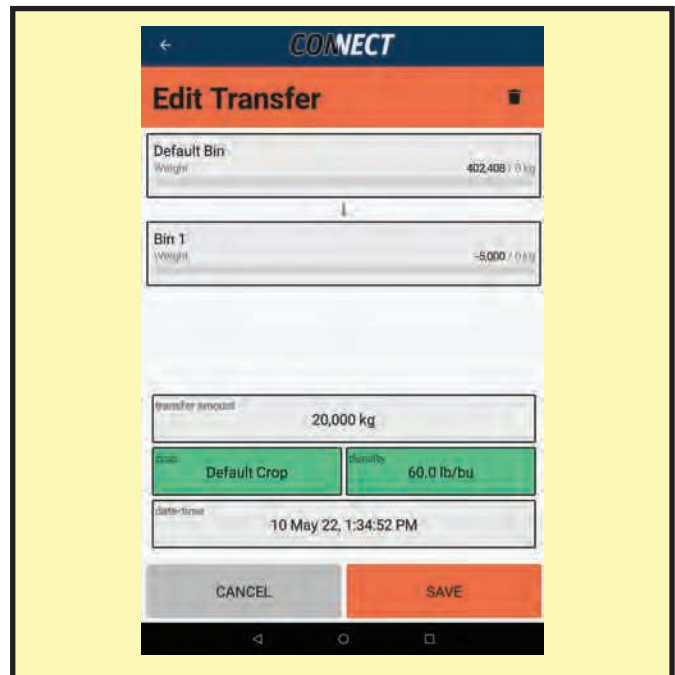 CONNECT
Edit Transfer
Default Bin
Weight 402,408 / 0 kg
Bin 1
Weight -5,000 / 0 kg
transfer amount
20,000 kg
crop density
Default Crop 60.0 lb/bu
date-time
10 May 22, 1:34:52 PM
CANCEL SAVE